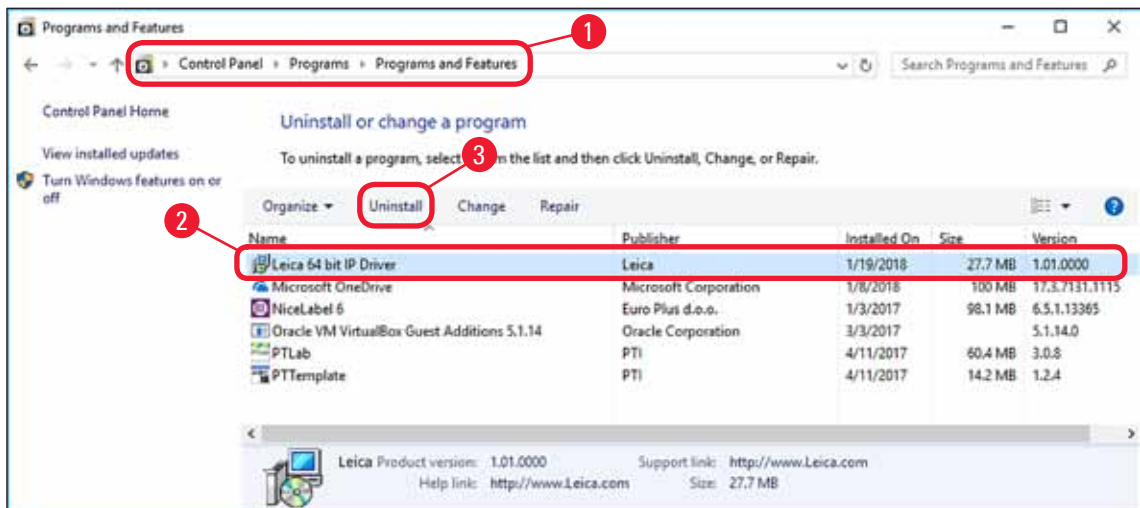 Programs and Features
1
Control Panel › Programs › Programs and Features
Search Programs and Features
Control Panel Home
View installed updates
Turn Windows features on or
off
Uninstall or change a program
To uninstall a program, select 3 m the list and then click Uninstall, Change, or Repair.
Organize Uninstall Change Repair
2
Name Publisher Installed On Size Version
Leica 64 bit IP Driver Leica 1/19/2018 27.7 MB 1.01.0000
Microsoft OneDrive Microsoft Corporation 1/8/2018 100 MB 17.3.7131.1115
NiceLabel 6 Euro Plus d.o.o. 1/3/2017 98.1 MB 6.5.1.13365
Oracle VM VirtualBox Guest Additions 5.1.14 Oracle Corporation 3/3/2017 5.1.14.0
PTLab PTI 4/11/2017 60.4 MB 3.0.8
PTTemplate PTI 4/11/2017 14.2 MB 1.2.4
Leica Product version: 1.01.0000 Support link: http://www.Leica.com
Help link: http://www.Leica.com Size: 27.7 MB